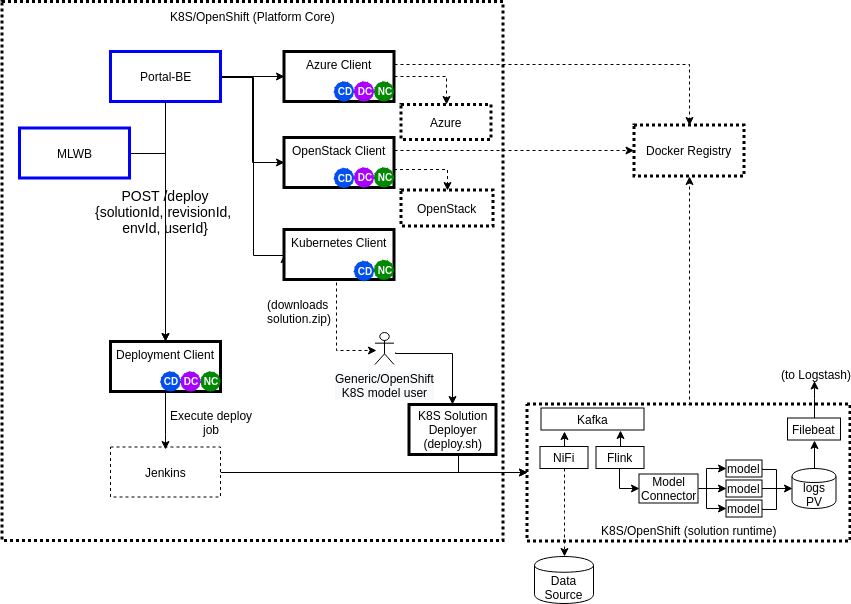 K8S/OpenShift (Platform Core)
Portal-BE
Azure Client
CD DC NC
Azure
MLWB
OpenStack Client
CD DC NC
Docker Registry
POST /deploy
{solutionId, revisionId,
envId, userId}
OpenStack
Kubernetes Client
CD NC
(downloads
solution.zip)
Deployment Client
CD DC NC
Generic/OpenShift
K8S model user
(to Logstash)
Execute deploy
job
K8S Solution
Deployer
(deploy.sh)
Kafka
Filebeat
NiFi
Flink
Jenkins
Model
Connector
model
model
model
logs
PV
K8S/OpenShift (solution runtime)
Data
Source